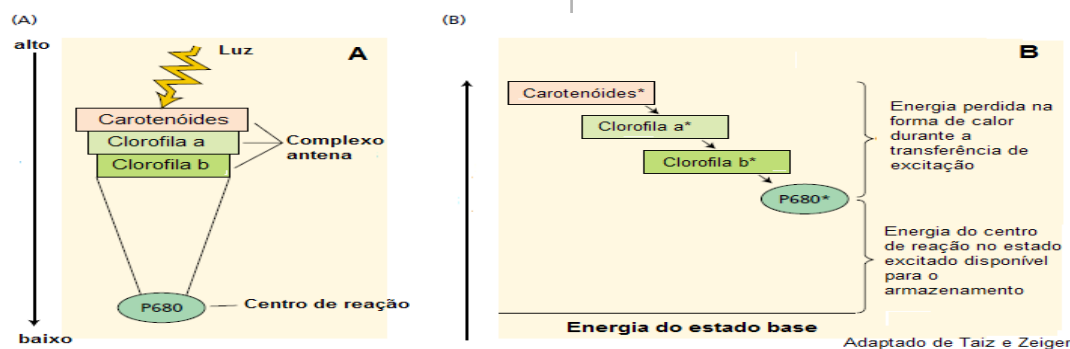 (A)
alto
Luz
A
Carotenóides
Clorofila a
Clorofila b
Complexo
antena
P680
Centro de reação
baixo
(B)
B
Carotenóides*
Clorofila a*
Clorofila b*
P680*
Energia perdida na
forma de calor
durante a
transferência de
excitação
Energia do centro
de reação no estado
excitado disponível
para o
armazenamento
Energia do estado base
Adaptado de Taiz e Zeiger